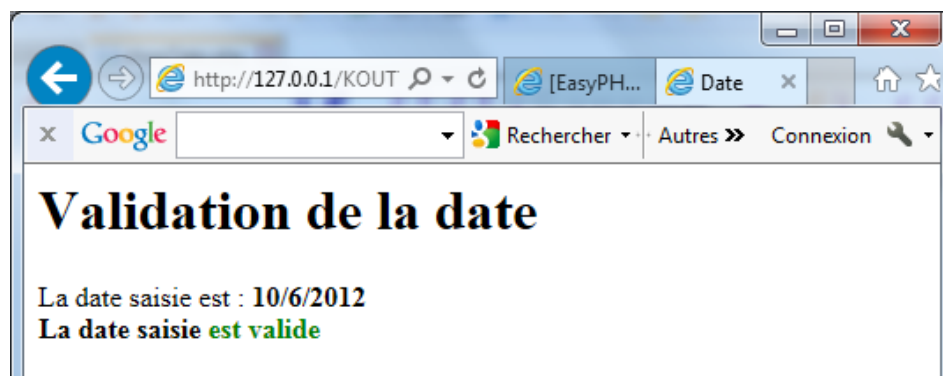 http://127.0.0.1/KOUT
[EasyPH...
Date
x Google Rechercher Autres » Connexion
Validation de la date
La date saisie est : 10/6/2012
La date saisie est valide